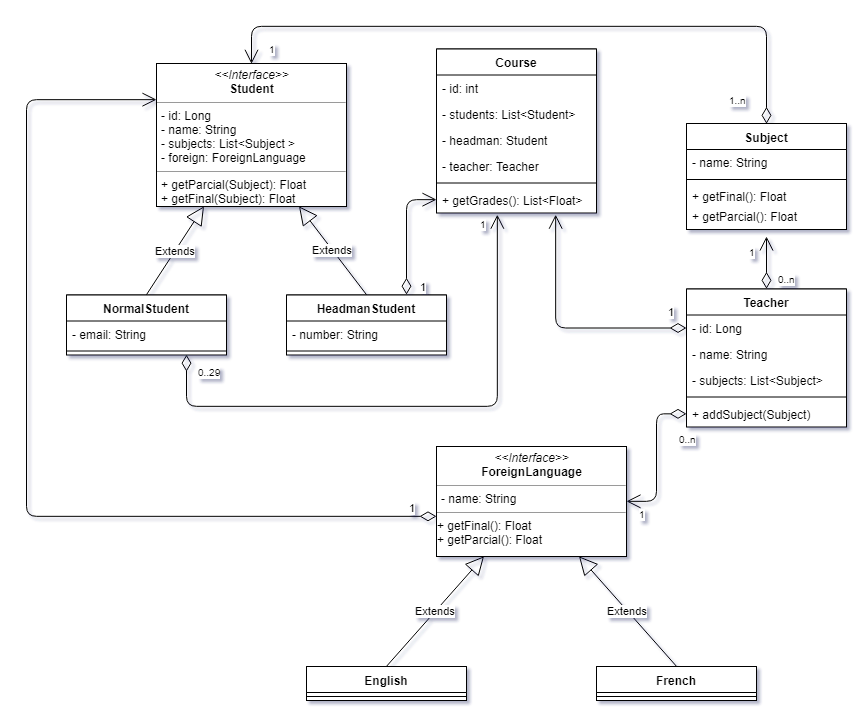 1
<<Interface>>
Student
- id: Long
- name: String
- subjects: List<Subject >
- foreign: ForeignLanguage
+ getParcial(Subject): Float
+ getFinal(Subject): Float
Course
- id: int
- students: List<Student>
- headman: Student
- teacher: Teacher
+ getGrades(): List<Float>
1..n
Subject
- name: String
+ getFinal(): Float
+ getParcial(): Float
Extends
Extends
1
1
1
0..n
NormalStudent
- email: String
0..29
HeadmanStudent
- number: String
1
Teacher
- id: Long
- name: String
- subjects: List<Subject>
+ addSubject(Subject)
0..n
1
1
<<Interface>>
ForeignLanguage
- name: String
+ getFinal(): Float
+ getParcial(): Float
Extends
Extends
English
French